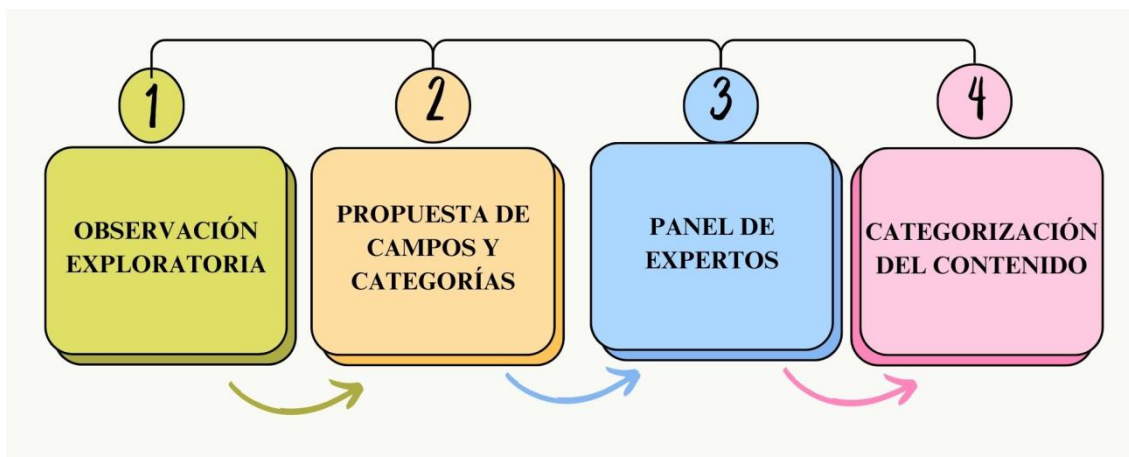 1
OBSERVACIÓN
EXPLORATORIA
2
PROPUESTA DE
CAMPOS Y
CATEGORÍAS
3
PANEL DE
EXPERTOS
4
CATEGORIZACIÓN
DEL CONTENIDO